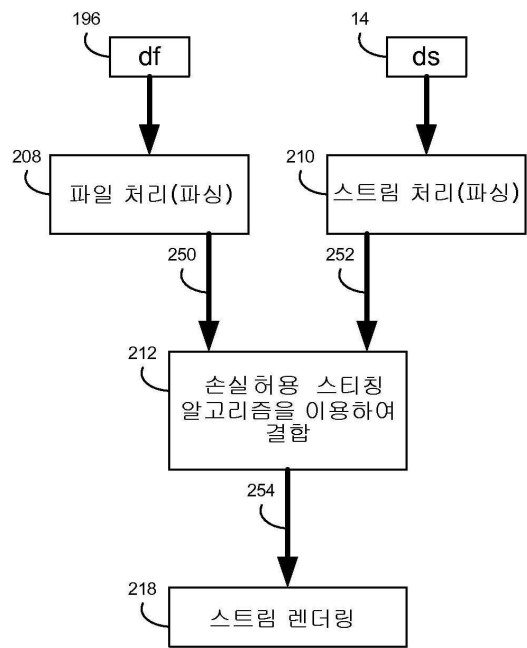 196
df
14
ds
208
파일 처리(파싱)
210
스트림 처리(파싱)
250
252
212
손실허용 스티칭
알고리즘을 이용하여
결합
254
218
스트림 렌더링